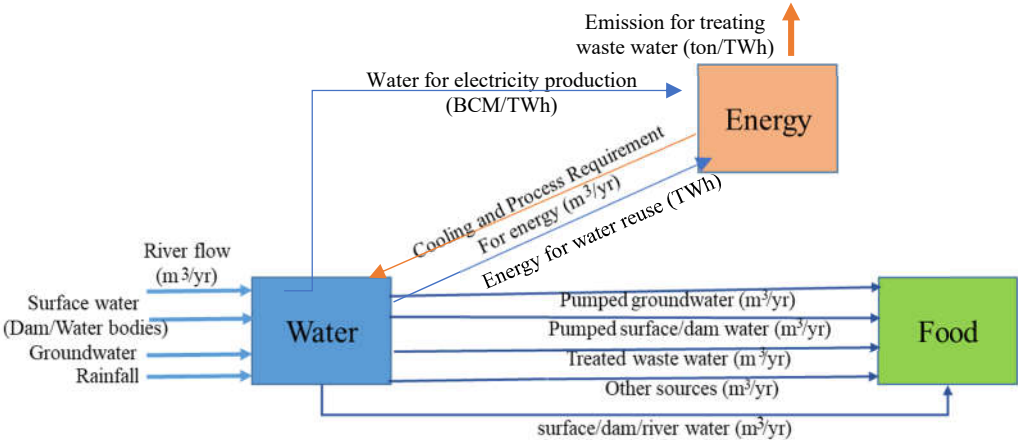 Emission for treating
waste water (ton/TWh)
Water for electricity production
(BCM/TWh)
Energy
Cooling and Process Requirement
For energy (m³/yr)
Energy for water reuse (TWh)
River flow
(m³/yr)
Surface water
(Dam/Water bodies)
Groundwater
Rainfall
Water
Pumped groundwater (m³/yr)
Pumped surface/dam water (m³/yr)
Treated waste water (m³/yr)
Other sources (m³/yr)
Food
surface/dam/river water (m³/yr)